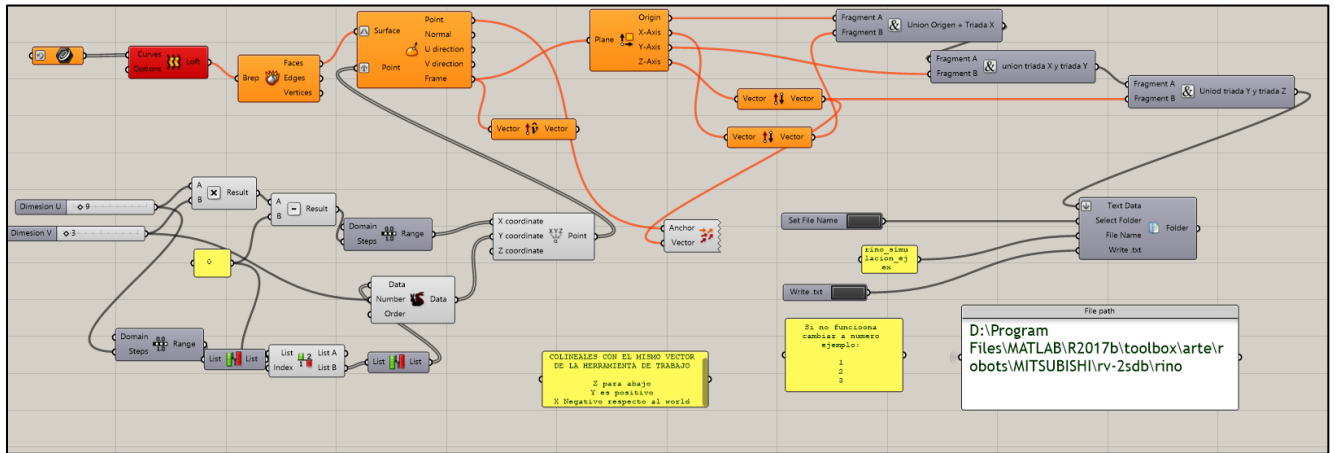 Curves
Options
Loft
Brep
Faces
Edges
Vertices
Surface
Point
Point
Normal
U direction
V direction
Frame
Vector
Vector
Plane
Origin
X-Axis
Y-Axis
Z-Axis
Vector
Vector
Vector
Vector
Fragment A
Fragment B
Union Origen + Triada X
Fragment A
Fragment B
union triada X y triada Y
Fragment A
Fragment B
Uniod triada Y y triada Z
Dimesion U
9
Dimesion V
3
A
B
Result
A
B
Result
Domain
Steps
Range
X coordinate
Y coordinate
Z coordinate
Point
Data
Number
Order
Data
Domain
Steps
Range
List
List
List
Index
List A
List B
List
List
Anchor
Vector
Set File Name
rino_simu
lacion_ej
ex
Write .txt
Text Data
Select Folder
File Name
Write .txt
Folder
COLINEALES CON EL MISMO VECTOR
DE LA HERRAMIENTA DE TRABAJO
Z para abajo
Y es positivo
X Negativo respecto al world
Si no funcioona
cambiar a numero
ejemplo:
1
2
3
File path
D:\Program
Files\MATLAB\R2017b\toolbox\arte\r
obots\MITSUBISHI\rv-2sdb\rino